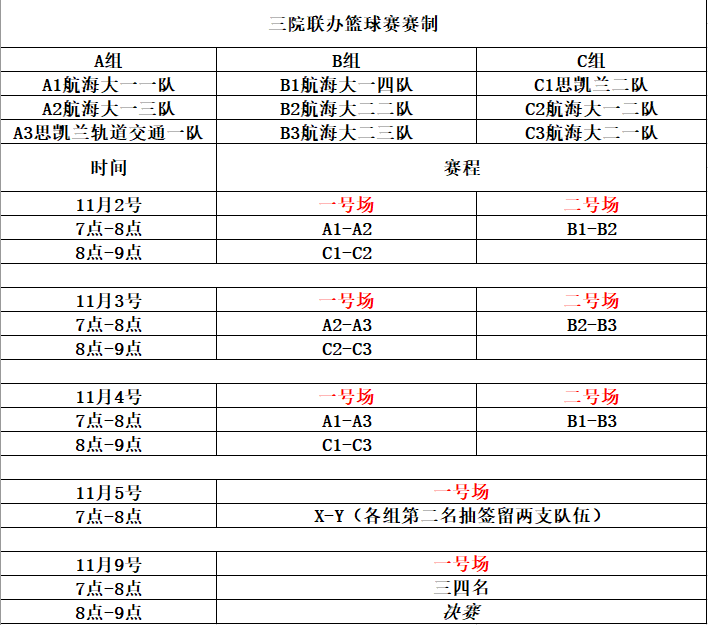 三院联办篮球赛赛制
A组 B组 C组
A1航海大一一队 B1航海大一四队 C1思凯兰二队
A2航海大一三队 B2航海大二二队 C2航海大一二队
A3思凯兰轨道交通一队 B3航海大二三队 C3航海大二一队
时间 赛程
11月2号 一号场 二号场
7点-8点 A1-A2 B1-B2
8点-9点 C1-C2
11月3号 一号场 二号场
7点-8点 A2-A3 B2-B3
8点-9点 C2-C3
11月4号 一号场 二号场
7点-8点 A1-A3 B1-B3
8点-9点 C1-C3
11月5号 一号场
7点-8点 X-Y（各组第二名抽签留两支队伍）
11月9号 一号场
7点-8点 三四名
8点-9点 决赛